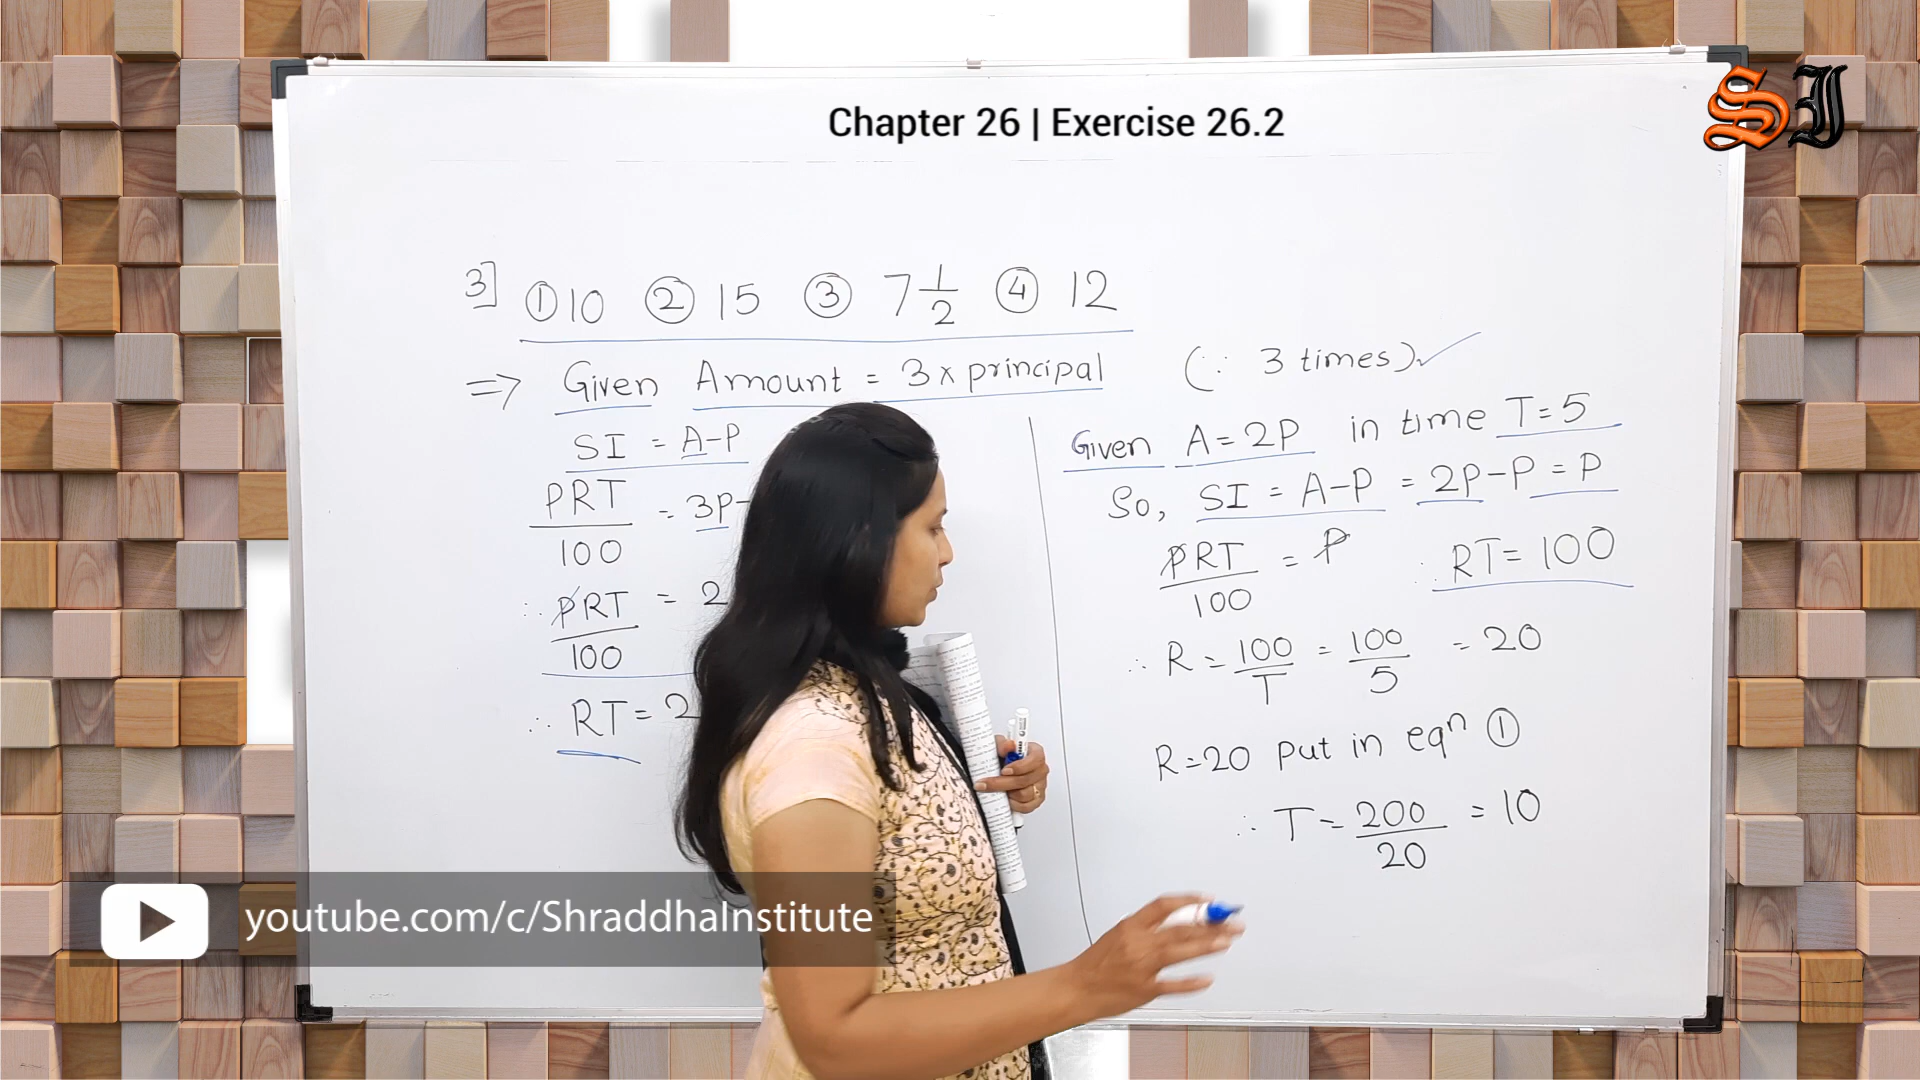 Chapter 26 | Exercise 26.2
SI
3] ① 10 ② 15 ③ 7 1/2 ④ 12
=> Given Amount = 3 x principal (∵ 3 times) ✓
SI = A-P
PRT/100 = 3P-
∴ PRT/100 = 2
∴ RT = 2
Given A = 2P in time T = 5
So, SI = A-P = 2P-P = P
PRT/100 = P ∴ RT = 100
∴ R = 100/T = 100/5 = 20
R = 20 put in eqn ①
∴ T = 200/20 = 10
youtube.com/c/ShraddhaInstitute